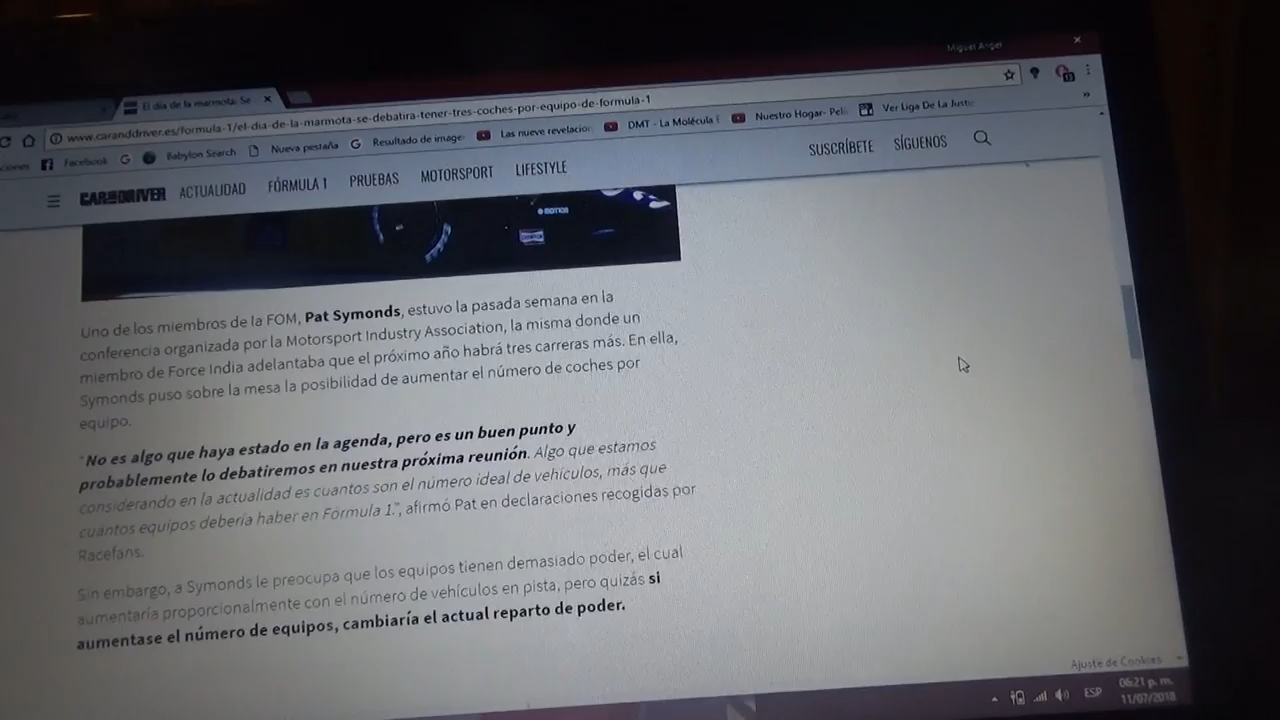 Miguel Angel
El día de la marmota: Se
www.caranddriver.es/formula-1/el-dia-de-la-marmota-se-debatira-tener-tres-coches-por-equipo-de-formula-1
ciones Facebook Babylon Search Nueva pestaña Resultado de image Las nueve revelacion DMT - La Molécula Nuestro Hogar- Pelí Ver Liga De La Justic
CAR AND DRIVER ACTUALIDAD FÓRMULA 1 PRUEBAS MOTORSPORT LIFESTYLE SUSCRÍBETE SÍGUENOS
Uno de los miembros de la FOM, Pat Symonds, estuvo la pasada semana en la
conferencia organizada por la Motorsport Industry Association, la misma donde un
miembro de Force India adelantaba que el próximo año habrá tres carreras más. En ella,
Symonds puso sobre la mesa la posibilidad de aumentar el número de coches por
equipo.
"No es algo que haya estado en la agenda, pero es un buen punto y
probablemente lo debatiremos en nuestra próxima reunión. Algo que estamos
considerando en la actualidad es cuantos son el número ideal de vehículos, más que
cuántos equipos debería haber en Fórmula 1.", afirmó Pat en declaraciones recogidas por
Racefans.
Sin embargo, a Symonds le preocupa que los equipos tienen demasiado poder, el cual
aumentaría proporcionalmente con el número de vehículos en pista, pero quizás si
aumentase el número de equipos, cambiaría el actual reparto de poder.
Ajuste de Cookies
ESP
06:21 p. m.
11/07/2018